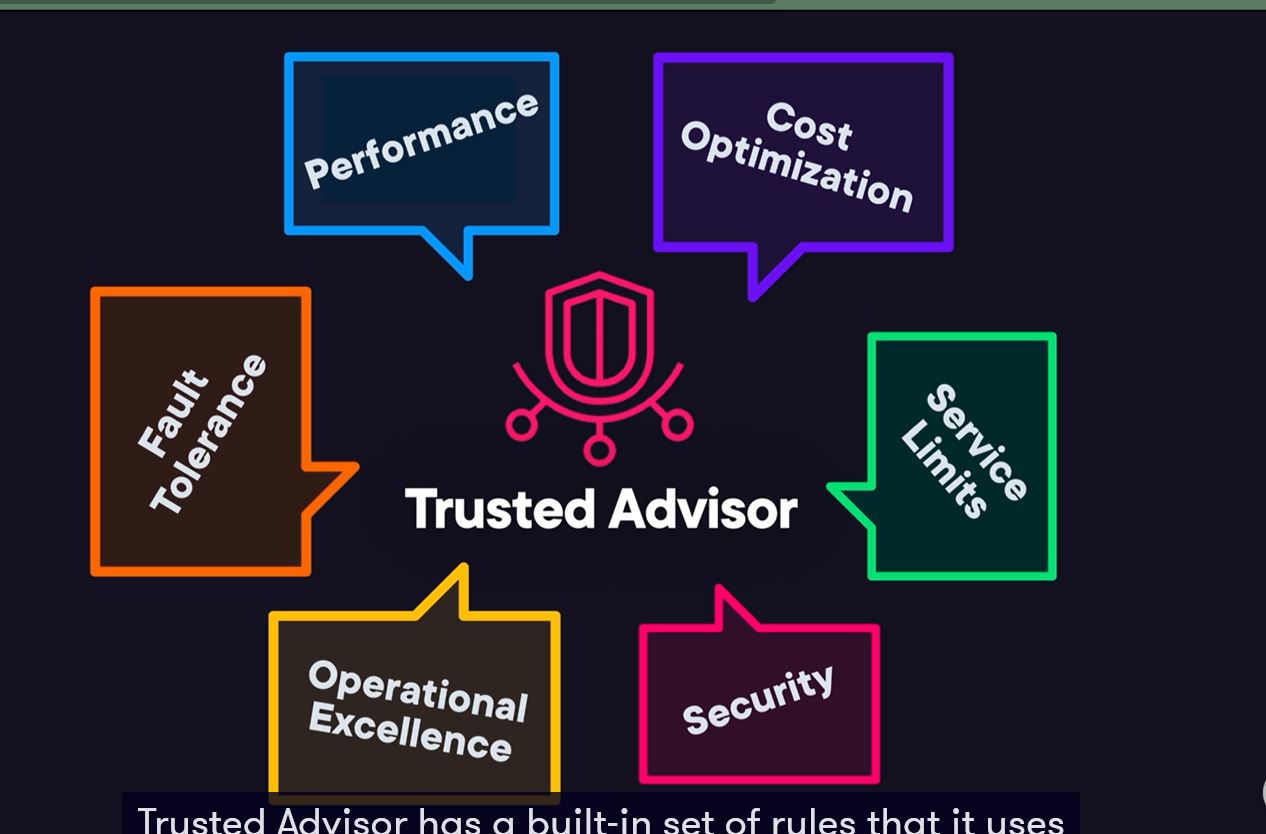 Performance
Cost
Optimization
Fault
Tolerance
Service
Limits
Trusted Advisor
Operational
Excellence
Security
Trusted Advisor has a built-in set of rules that it uses